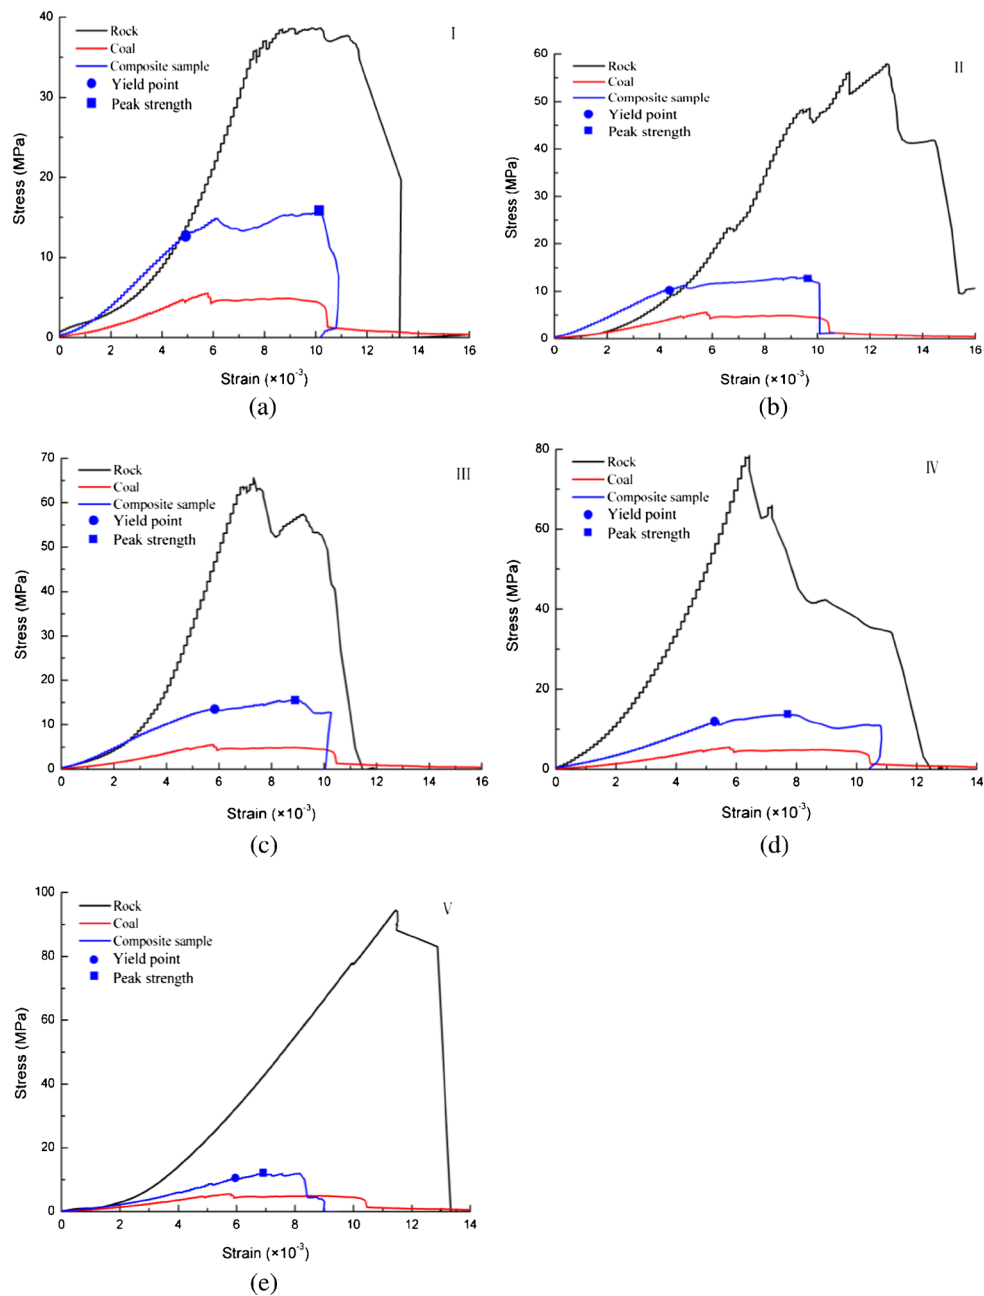 I
Rock
Coal
Composite sample
Yield point
Peak strength
40
30
20
10
0
Stress (MPa)
0 2 4 6 8 10 12 14 16
Strain (×10⁻³)
(a)
II
Rock
Coal
Composite sample
Yield point
Peak strength
60
50
40
30
20
10
0
Stress (MPa)
0 2 4 6 8 10 12 14 16
Strain (×10⁻³)
(b)
III
Rock
Coal
Composite sample
Yield point
Peak strength
70
60
50
40
30
20
10
0
Stress (MPa)
0 2 4 6 8 10 12 14 16
Strain (×10⁻³)
(c)
IV
Rock
Coal
Composite sample
Yield point
Peak strength
80
60
40
20
0
Stress (MPa)
0 2 4 6 8 10 12 14
Strain (×10⁻³)
(d)
V
Rock
Coal
Composite sample
Yield point
Peak strength
100
80
60
40
20
0
Stress (MPa)
0 2 4 6 8 10 12 14
Strain (×10⁻³)
(e)